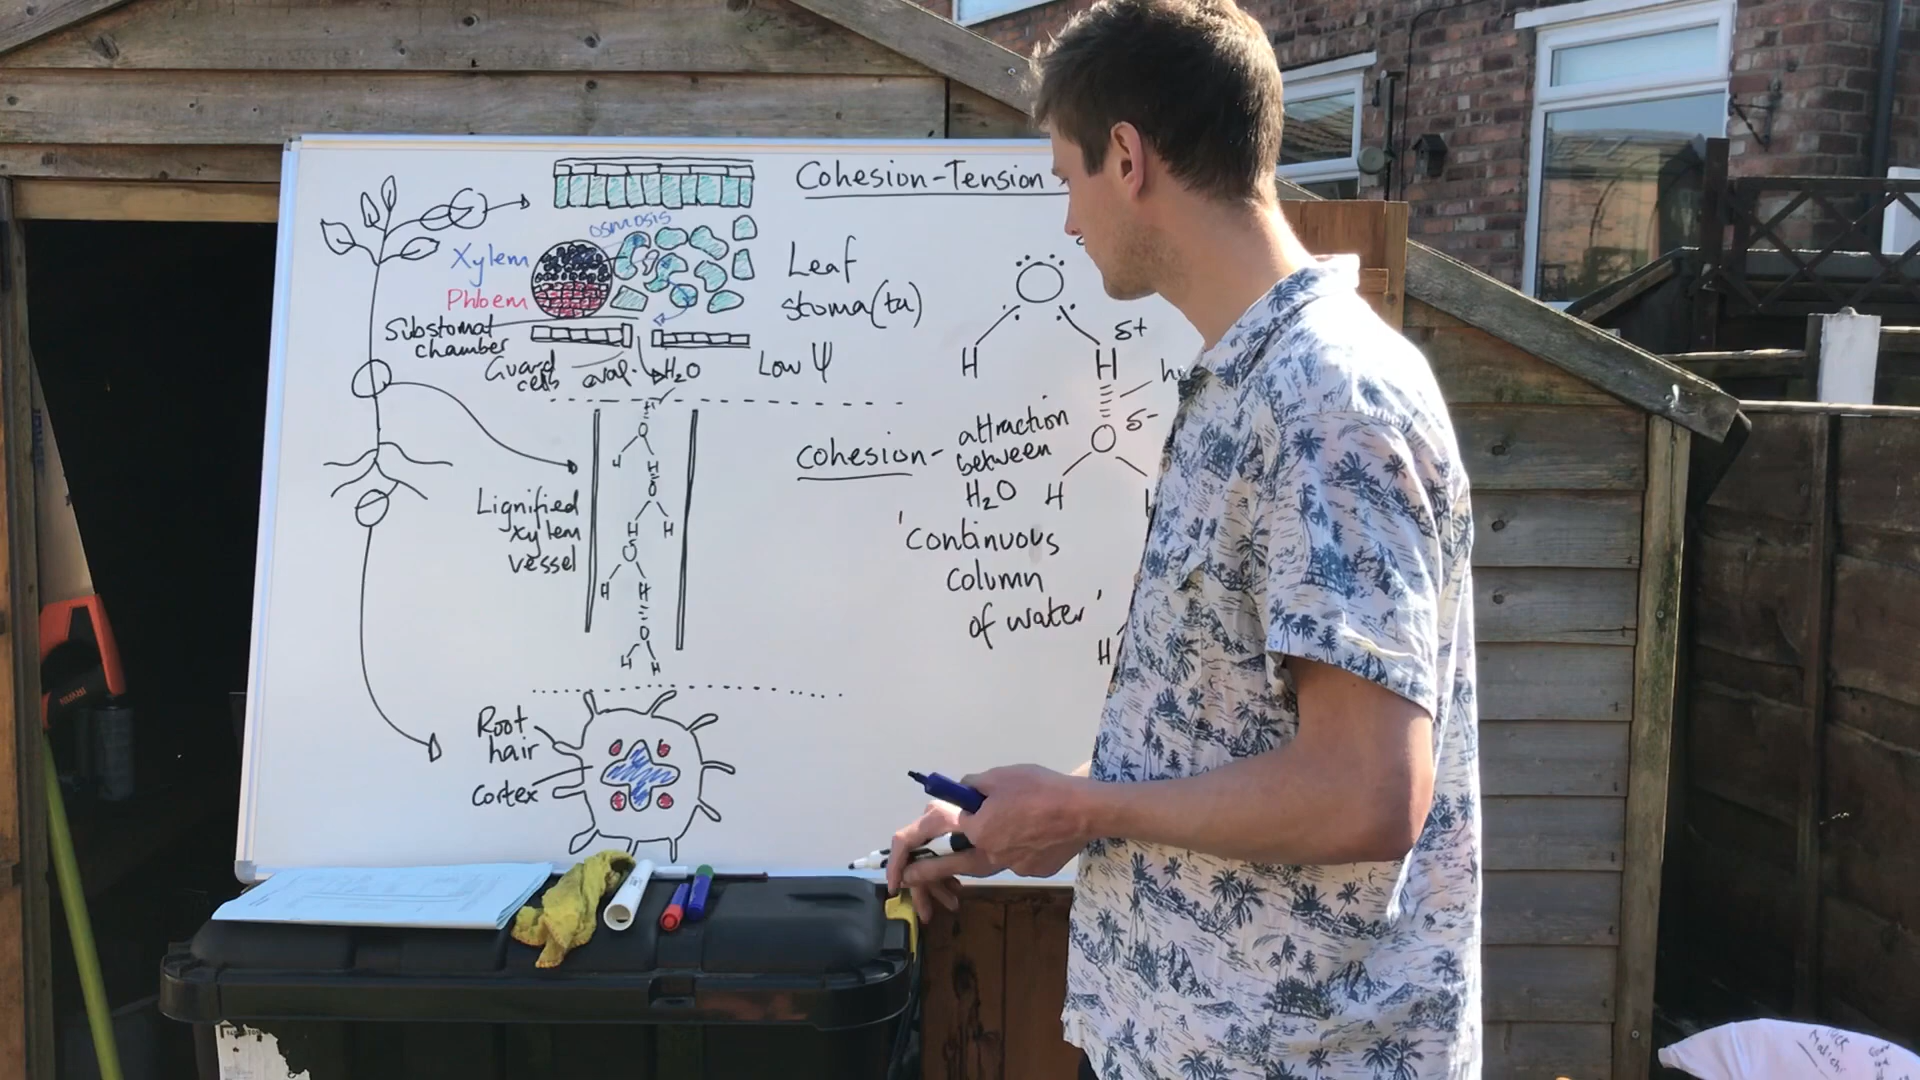 Cohesion-Tension
osmosis
Xylem
Phloem
Substomat
chamber
Guard
cells
evap.
H₂O
Leaf
stoma(ta)
Low Ψ
H
H
δ+
δ-
O
H
cohesion-
attraction
between
H₂O
'continuous
column
of water'
H
Lignified
xylem
vessel
O
H
H
O
H
H
O
H
H
O
H
H
Root
hair
Cortex